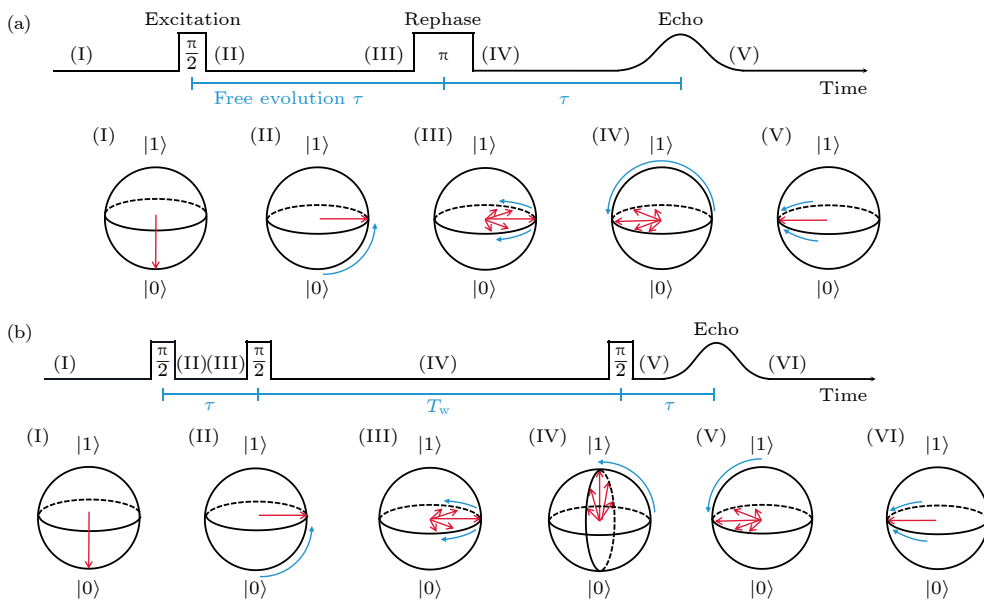 (a)
Excitation Rephase Echo
(I) π/2 (II) (III) π (IV) (V)
Time
Free evolution τ τ
(I) (II) (III) (IV) (V)
|1⟩ |1⟩ |1⟩ |1⟩ |1⟩
|0⟩ |0⟩ |0⟩ |0⟩ |0⟩
(b)
Echo
(I) π/2 (II) (III) π/2 (IV) π/2 (V) (VI)
Time
τ T_w τ
(I) (II) (III) (IV) (V) (VI)
|1⟩ |1⟩ |1⟩ |1⟩ |1⟩ |1⟩
|0⟩ |0⟩ |0⟩ |0⟩ |0⟩ |0⟩